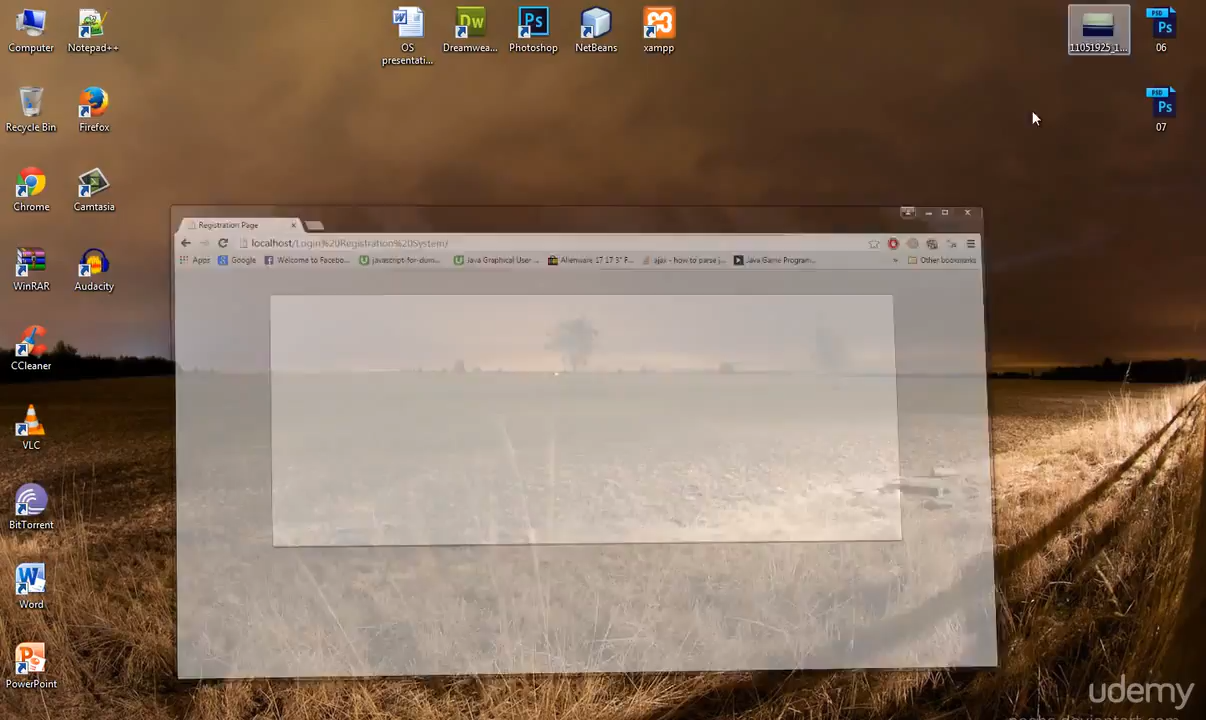 Computer
Notepad++
OS presentati...
Dreamwea...
Photoshop
NetBeans
xampp
11051925_1...
06
Recycle Bin
Firefox
07
Chrome
Camtasia
WinRAR
Audacity
CCleaner
VLC
BitTorrent
Word
PowerPoint
Registration Page
localhost/Login%20Registration%20System/
Apps Google Welcome to Facebo... javascript-for-dum... Java Graphical User ... Alienware 17 17.3" F... ajax - how to parse j... Java Game Program... » Other bookmarks
udemy